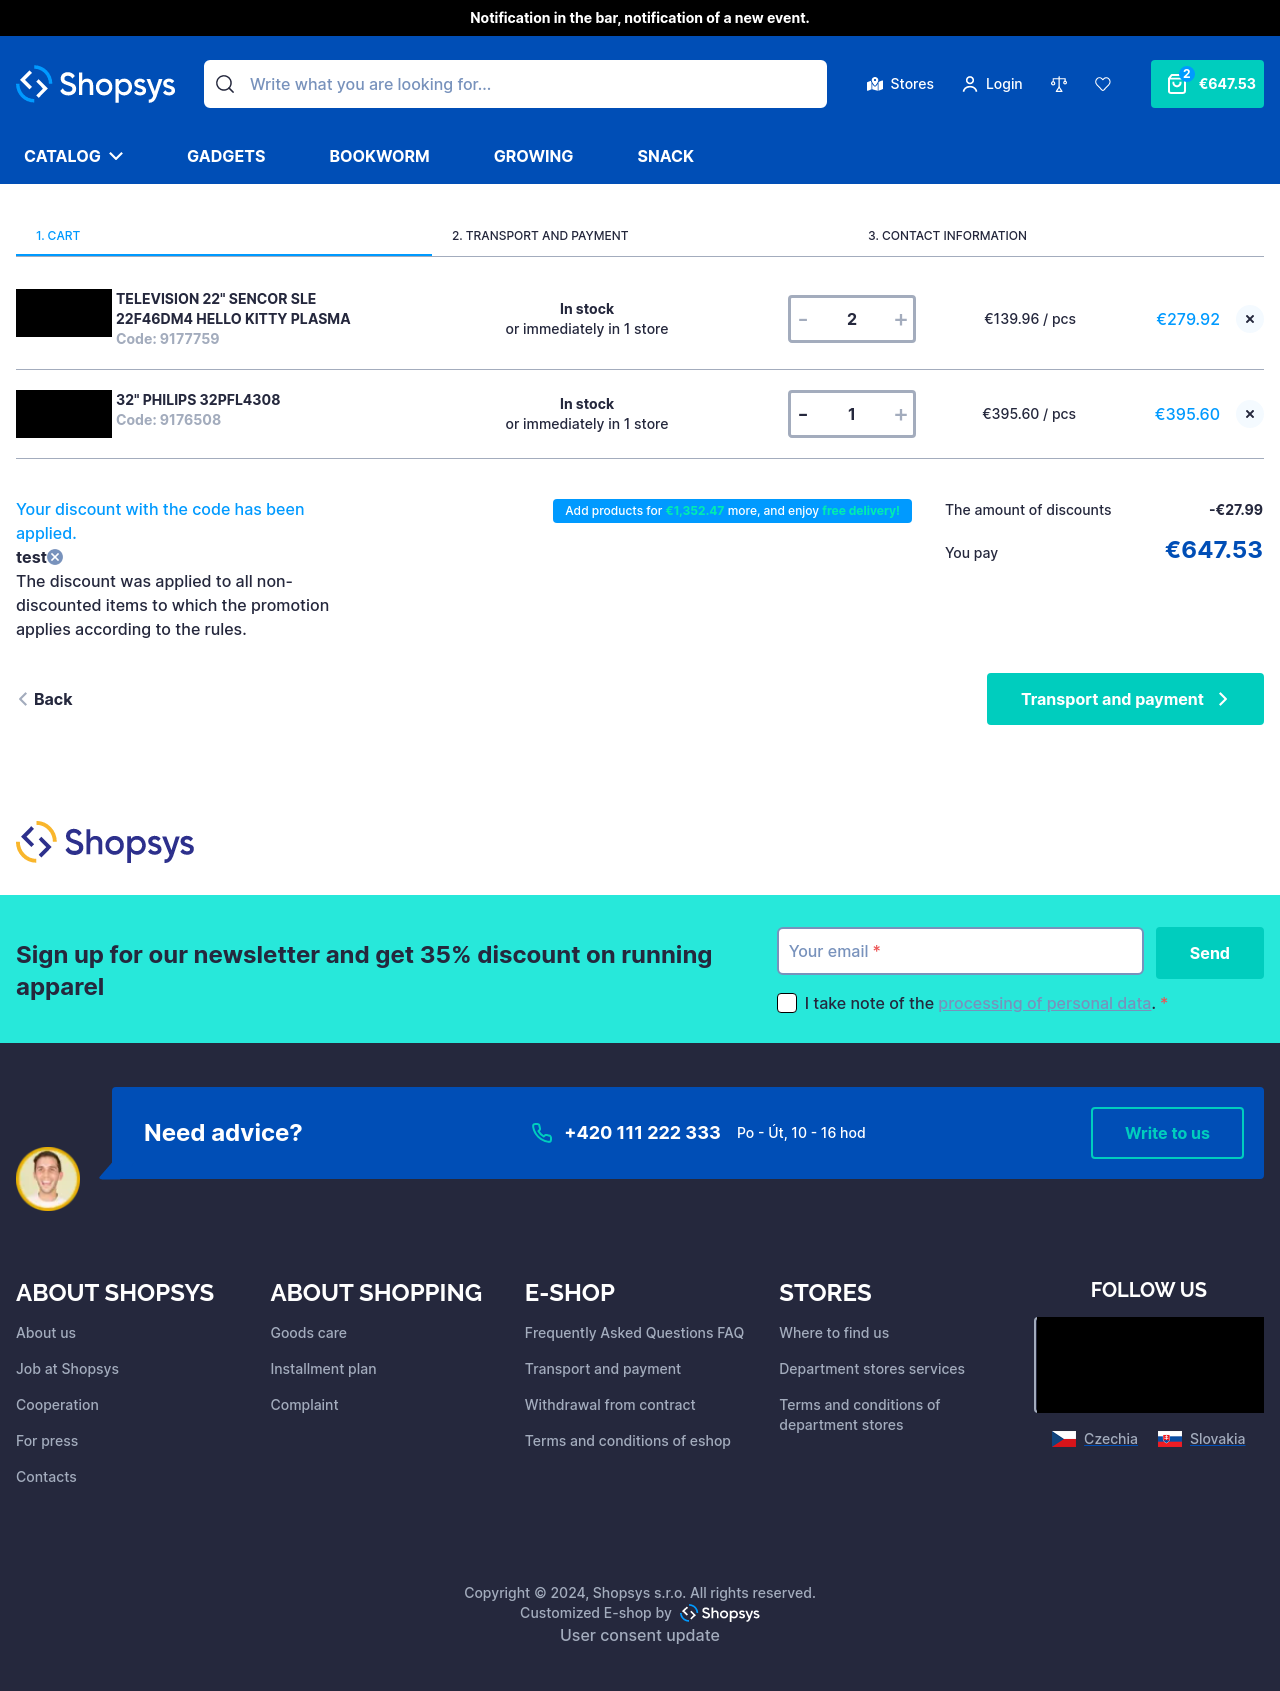 Notification in the bar, notification of a new event.
Shopsys
Write what you are looking for...
Stores
Login
2
€647.53
CATALOG
GADGETS
BOOKWORM
GROWING
SNACK
1. CART
2. TRANSPORT AND PAYMENT
3. CONTACT INFORMATION
TELEVISION 22" SENCOR SLE
22F46DM4 HELLO KITTY PLASMA
Code: 9177759
In stock
or immediately in 1 store
- 2 +
€139.96 / pcs
€279.92
32" PHILIPS 32PFL4308
Code: 9176508
In stock
or immediately in 1 store
- 1 +
€395.60 / pcs
€395.60
Your discount with the code has been
applied.
test
The discount was applied to all non-
discounted items to which the promotion
applies according to the rules.
Add products for €1,352.47 more, and enjoy free delivery!
The amount of discounts -€27.99
You pay €647.53
Back
Transport and payment
Shopsys
Sign up for our newsletter and get 35% discount on running
apparel
Your email *
Send
I take note of the processing of personal data. *
Need advice?
+420 111 222 333
Po - Út, 10 - 16 hod
Write to us
ABOUT SHOPSYS
About us
Job at Shopsys
Cooperation
For press
Contacts
ABOUT SHOPPING
Goods care
Installment plan
Complaint
E-SHOP
Frequently Asked Questions FAQ
Transport and payment
Withdrawal from contract
Terms and conditions of eshop
STORES
Where to find us
Department stores services
Terms and conditions of
department stores
FOLLOW US
Czechia
Slovakia
Copyright © 2024, Shopsys s.r.o. All rights reserved.
Customized E-shop by Shopsys
User consent update